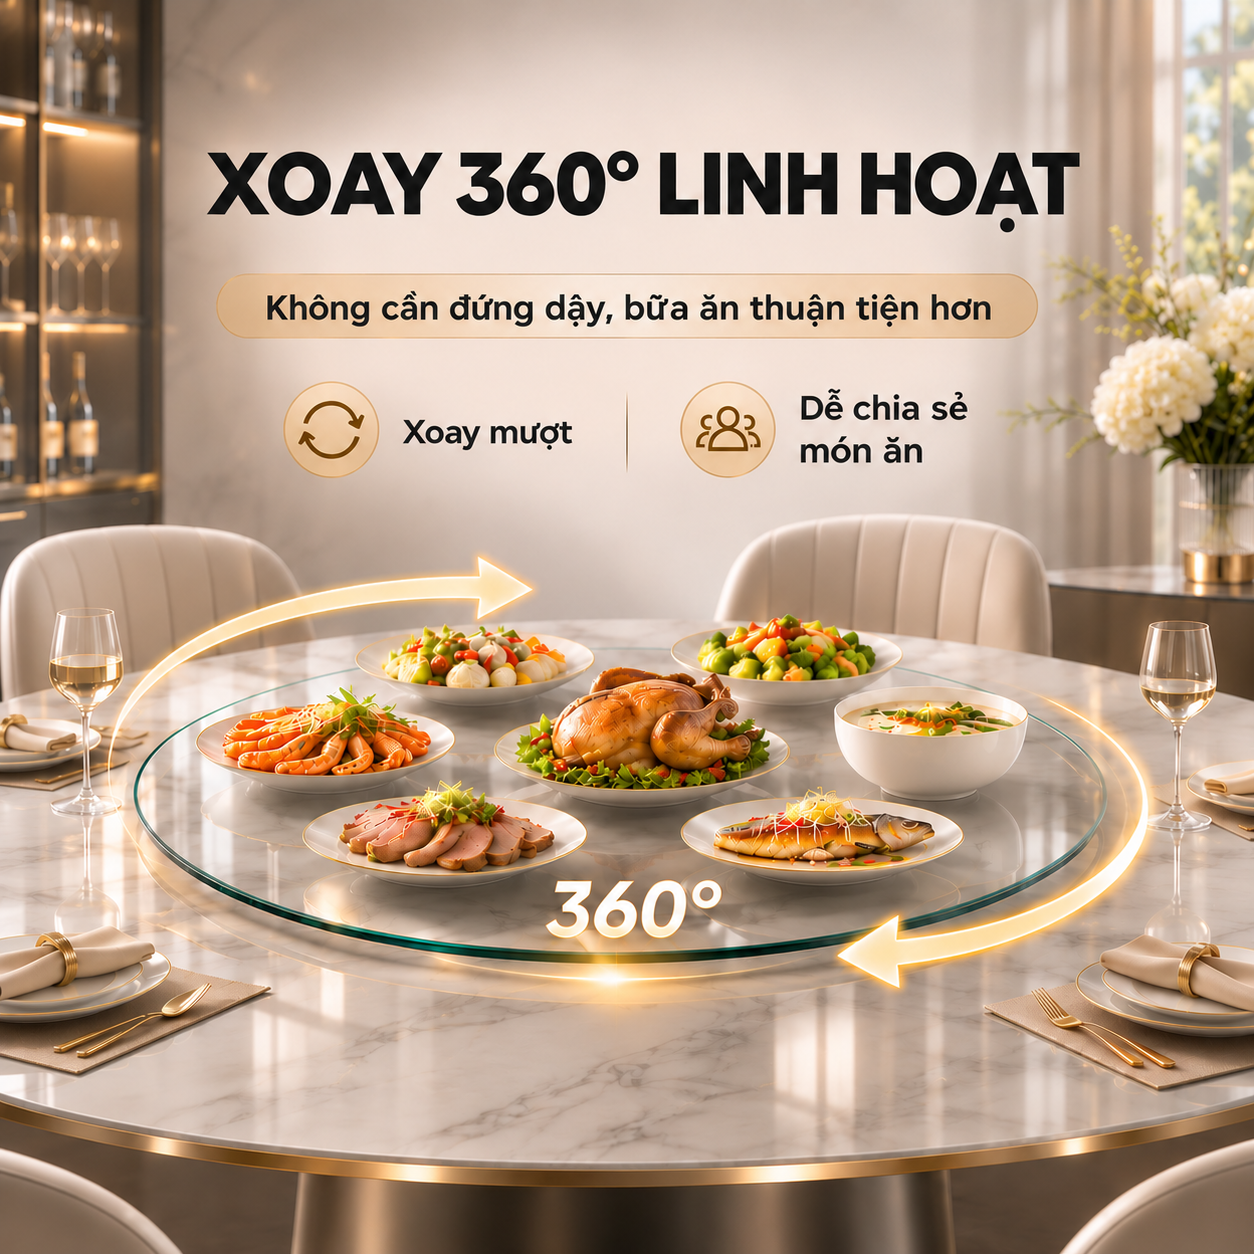 XOAY 360° LINH HOẠT
Không cần đứng dậy, bữa ăn thuận tiện hơn
Xoay mượt
Dễ chia sẻ
món ăn
360°